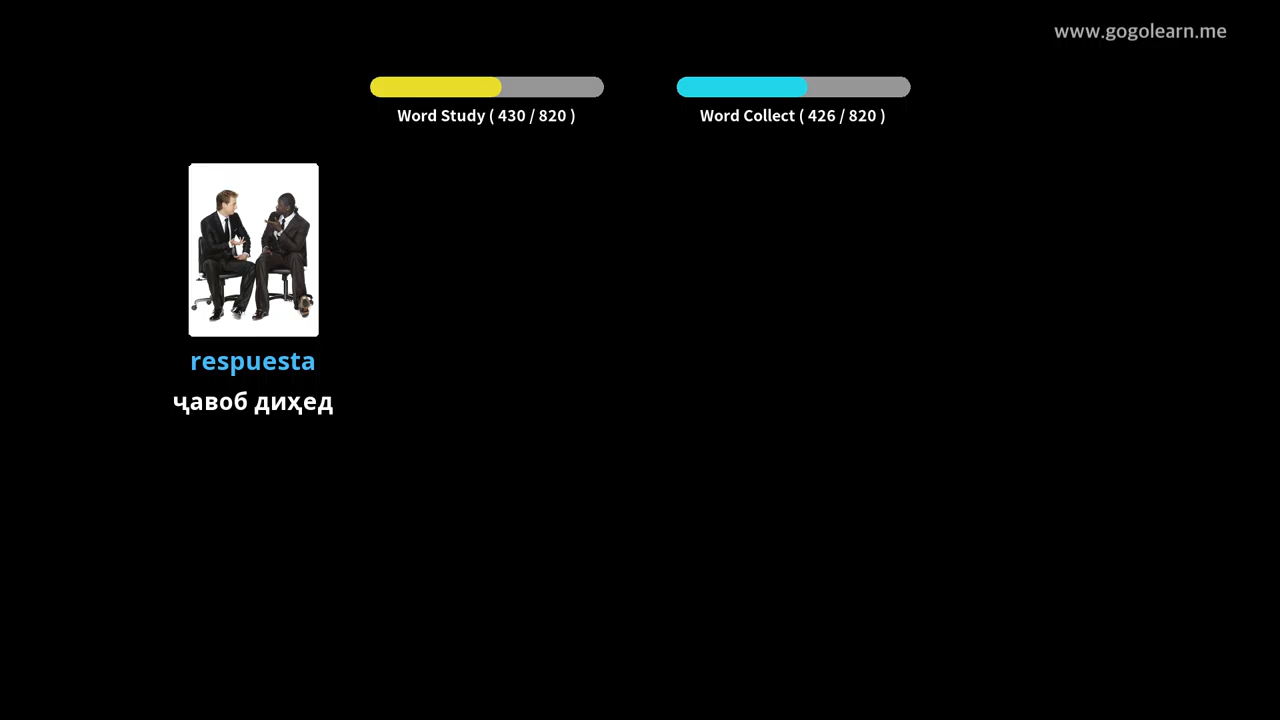 www.gogolearn.me
Word Study ( 430 / 820 )
Word Collect ( 426 / 820 )
respuesta
ҷавоб диҳед